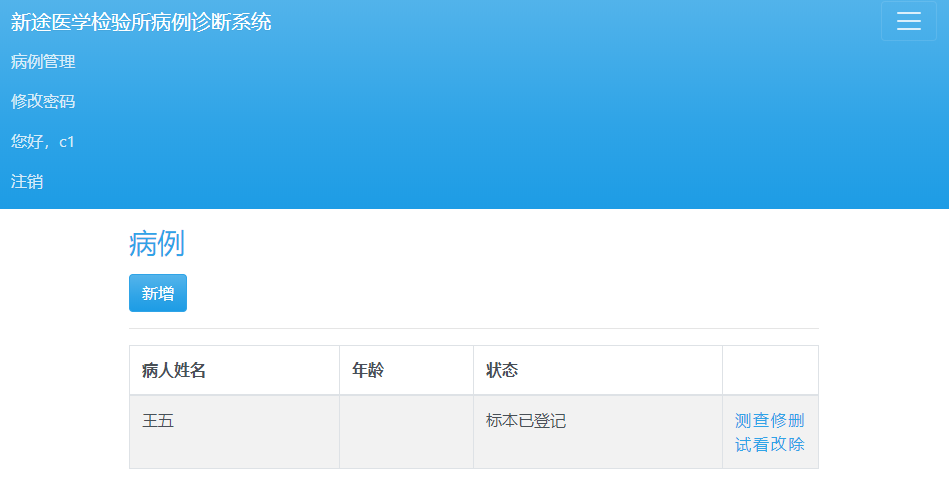 新途医学检验所病例诊断系统
病例管理
修改密码
您好，c1
注销
病例
新增
病人姓名 年龄 状态
王五 标本已登记 测试 查看 修改 删除